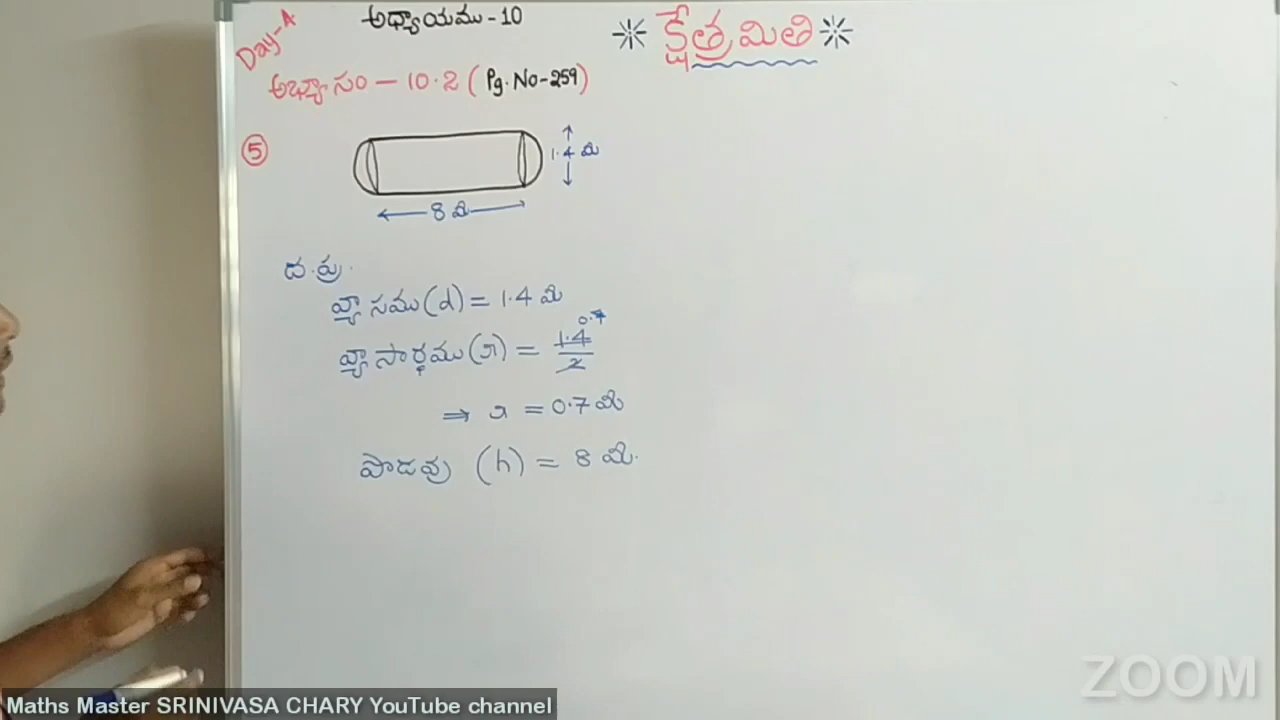 Day-4
అధ్యాయము - 10
* క్షేత్రమితి *
అభ్యాసం - 10.2 (Pg. No-259)
5
1.4 మీ
8 మీ
ద.ప్ర.
వ్యాసము (d) = 1.4 మీ
వ్యాసార్థము (r) = 1.4/2 0.7
⇒ r = 0.7 మీ
పొడవు (h) = 8 మీ.
ZOOM
Maths Master SRINIVASA CHARY YouTube channel